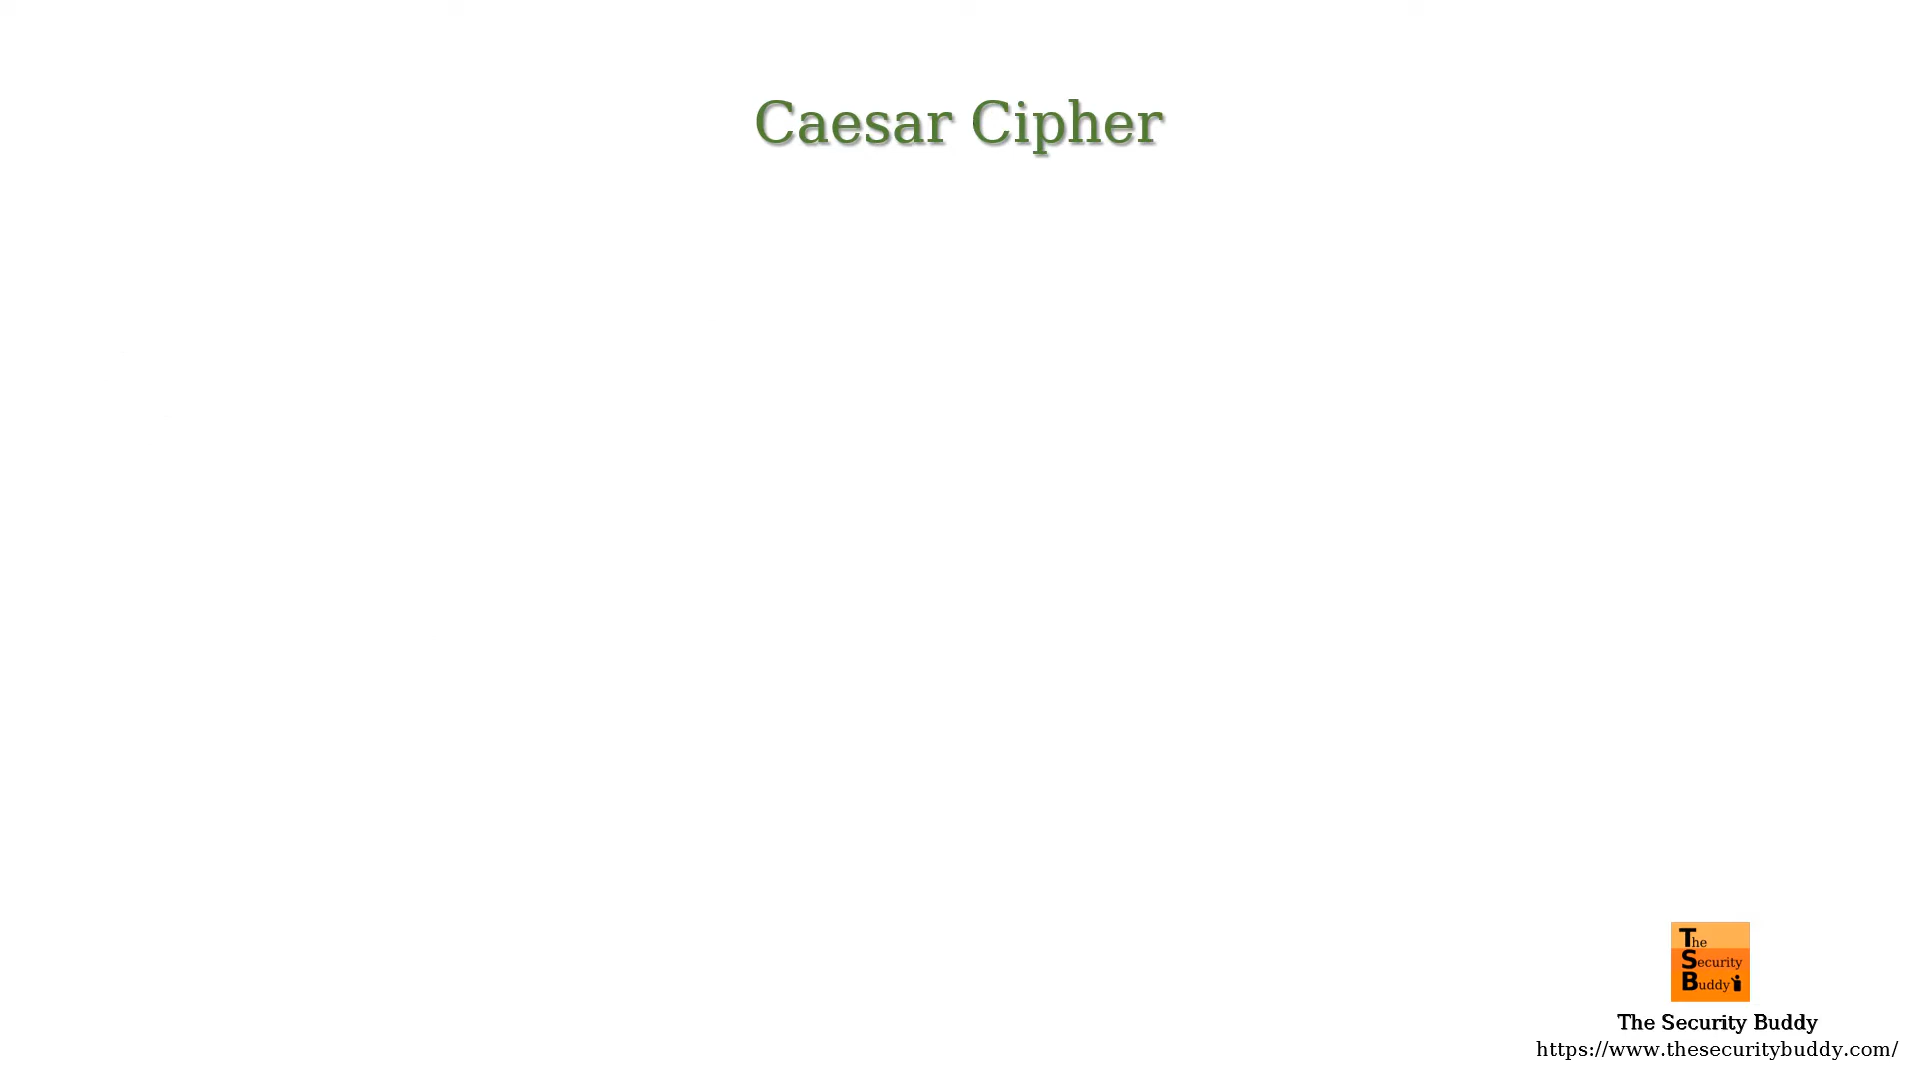 Caesar Cipher
The
Security
Buddy
The Security Buddy
https://www.thesecuritybuddy.com/